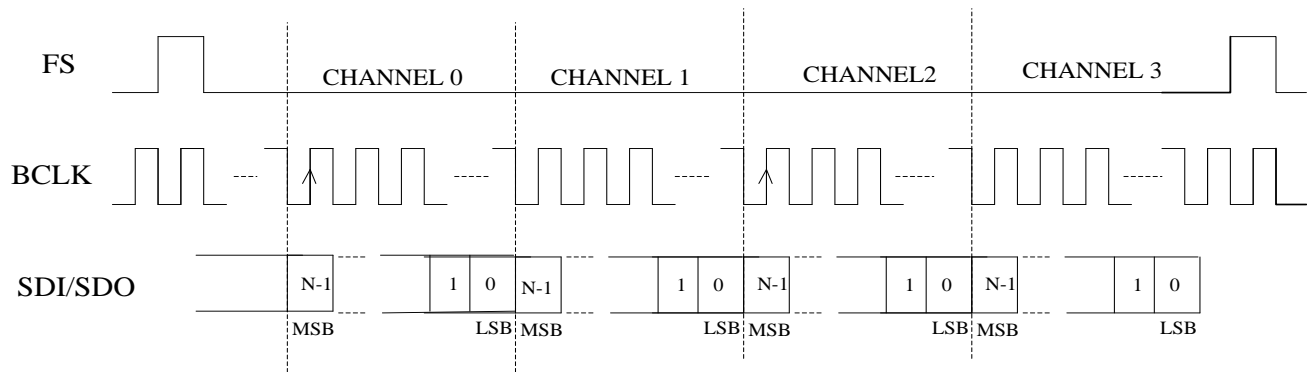 FS
CHANNEL 0 CHANNEL 1 CHANNEL2 CHANNEL 3
BCLK
SDI/SDO
N-1 1 0 N-1 1 0 N-1 1 0 N-1 1 0
MSB LSB MSB LSB MSB LSB MSB LSB